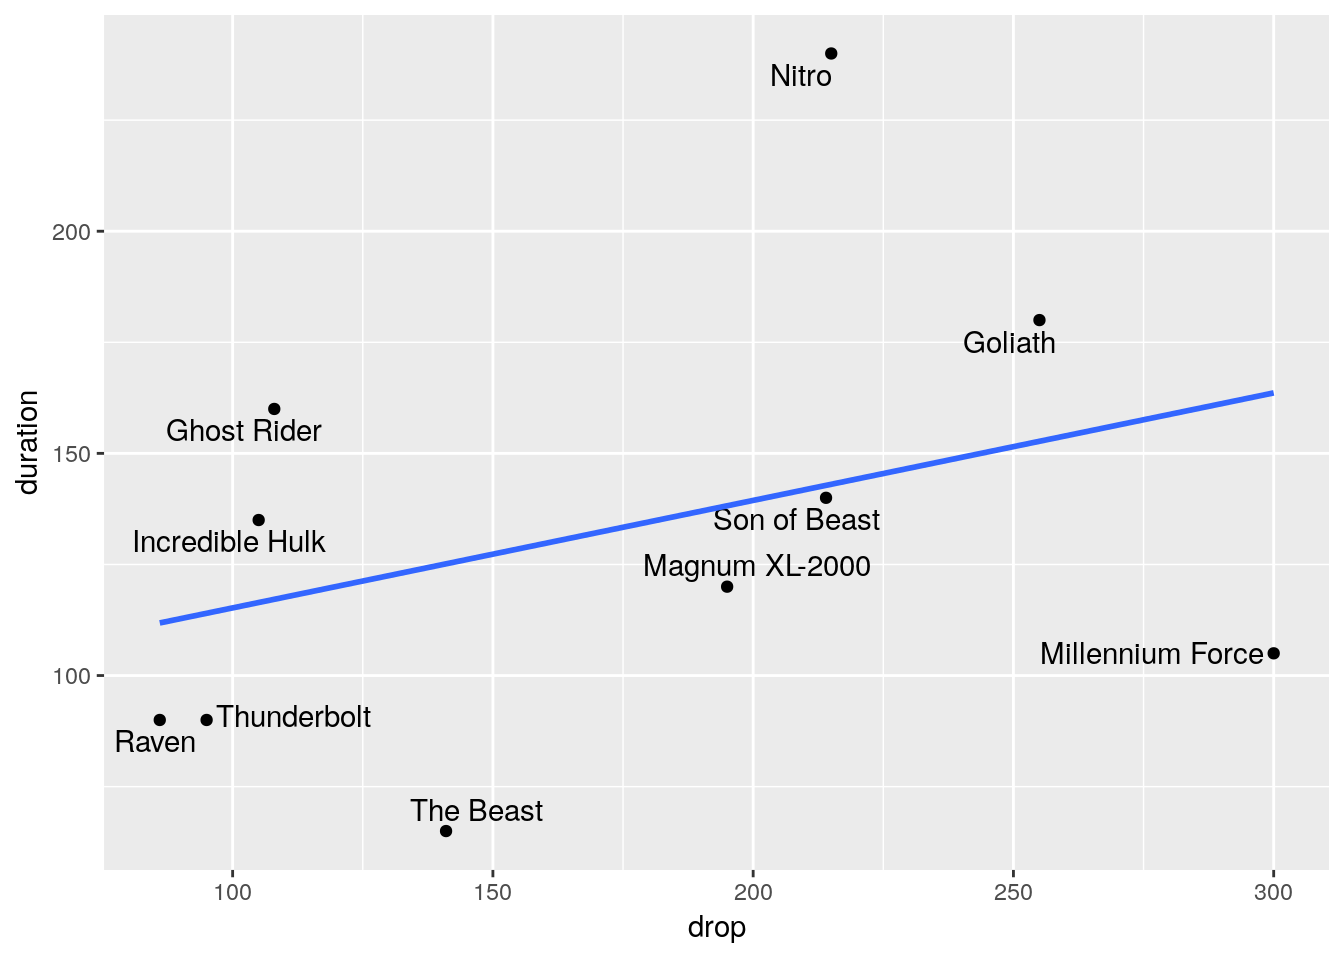 Nitro
200
Goliath
Ghost Rider
150
Son of Beast
Incredible Hulk
Magnum XL-2000
Millennium Force
100
Thunderbolt
Raven
The Beast
100
150
200
250
300
drop
duration